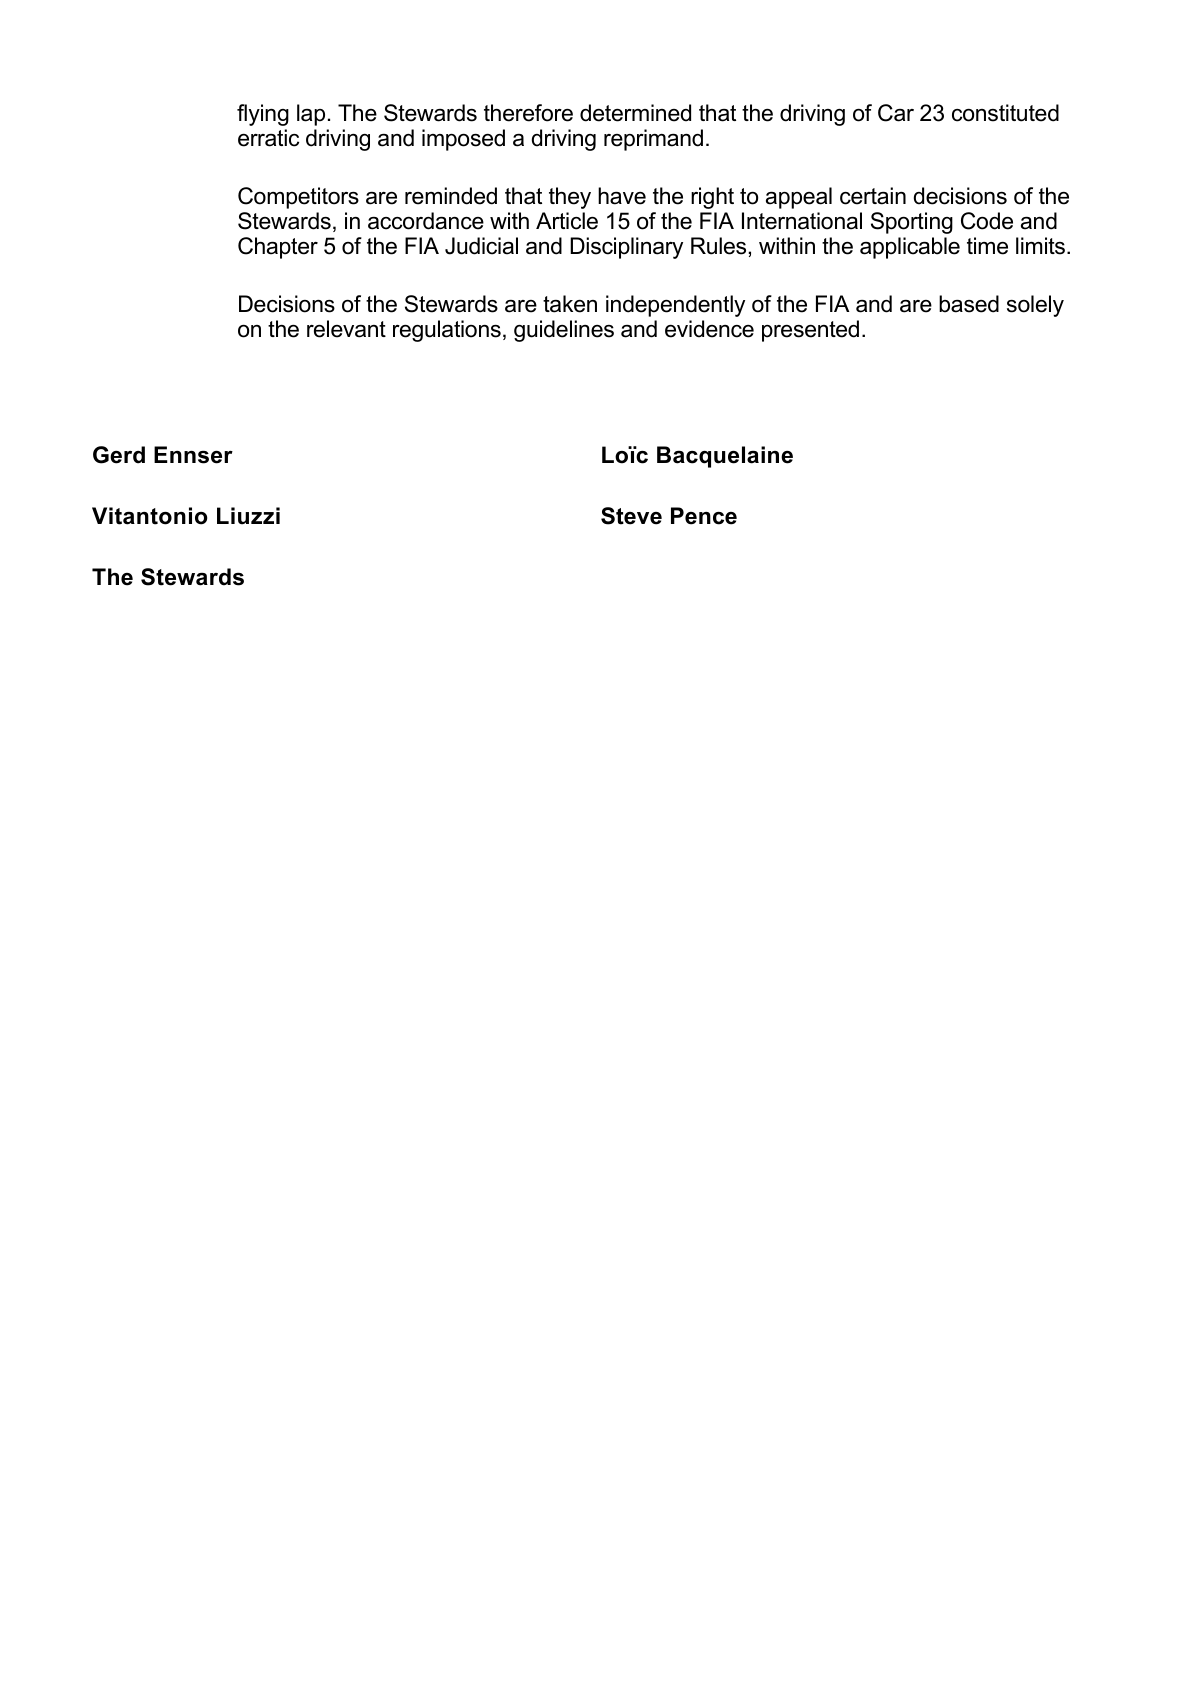 flying lap. The Stewards therefore determined that the driving of Car 23 constituted
erratic driving and imposed a driving reprimand.
Competitors are reminded that they have the right to appeal certain decisions of the
Stewards, in accordance with Article 15 of the FIA International Sporting Code and
Chapter 5 of the FIA Judicial and Disciplinary Rules, within the applicable time limits.
Decisions of the Stewards are taken independently of the FIA and are based solely
on the relevant regulations, guidelines and evidence presented.
Gerd Ennser Loïc Bacquelaine
Vitantonio Liuzzi Steve Pence
The Stewards